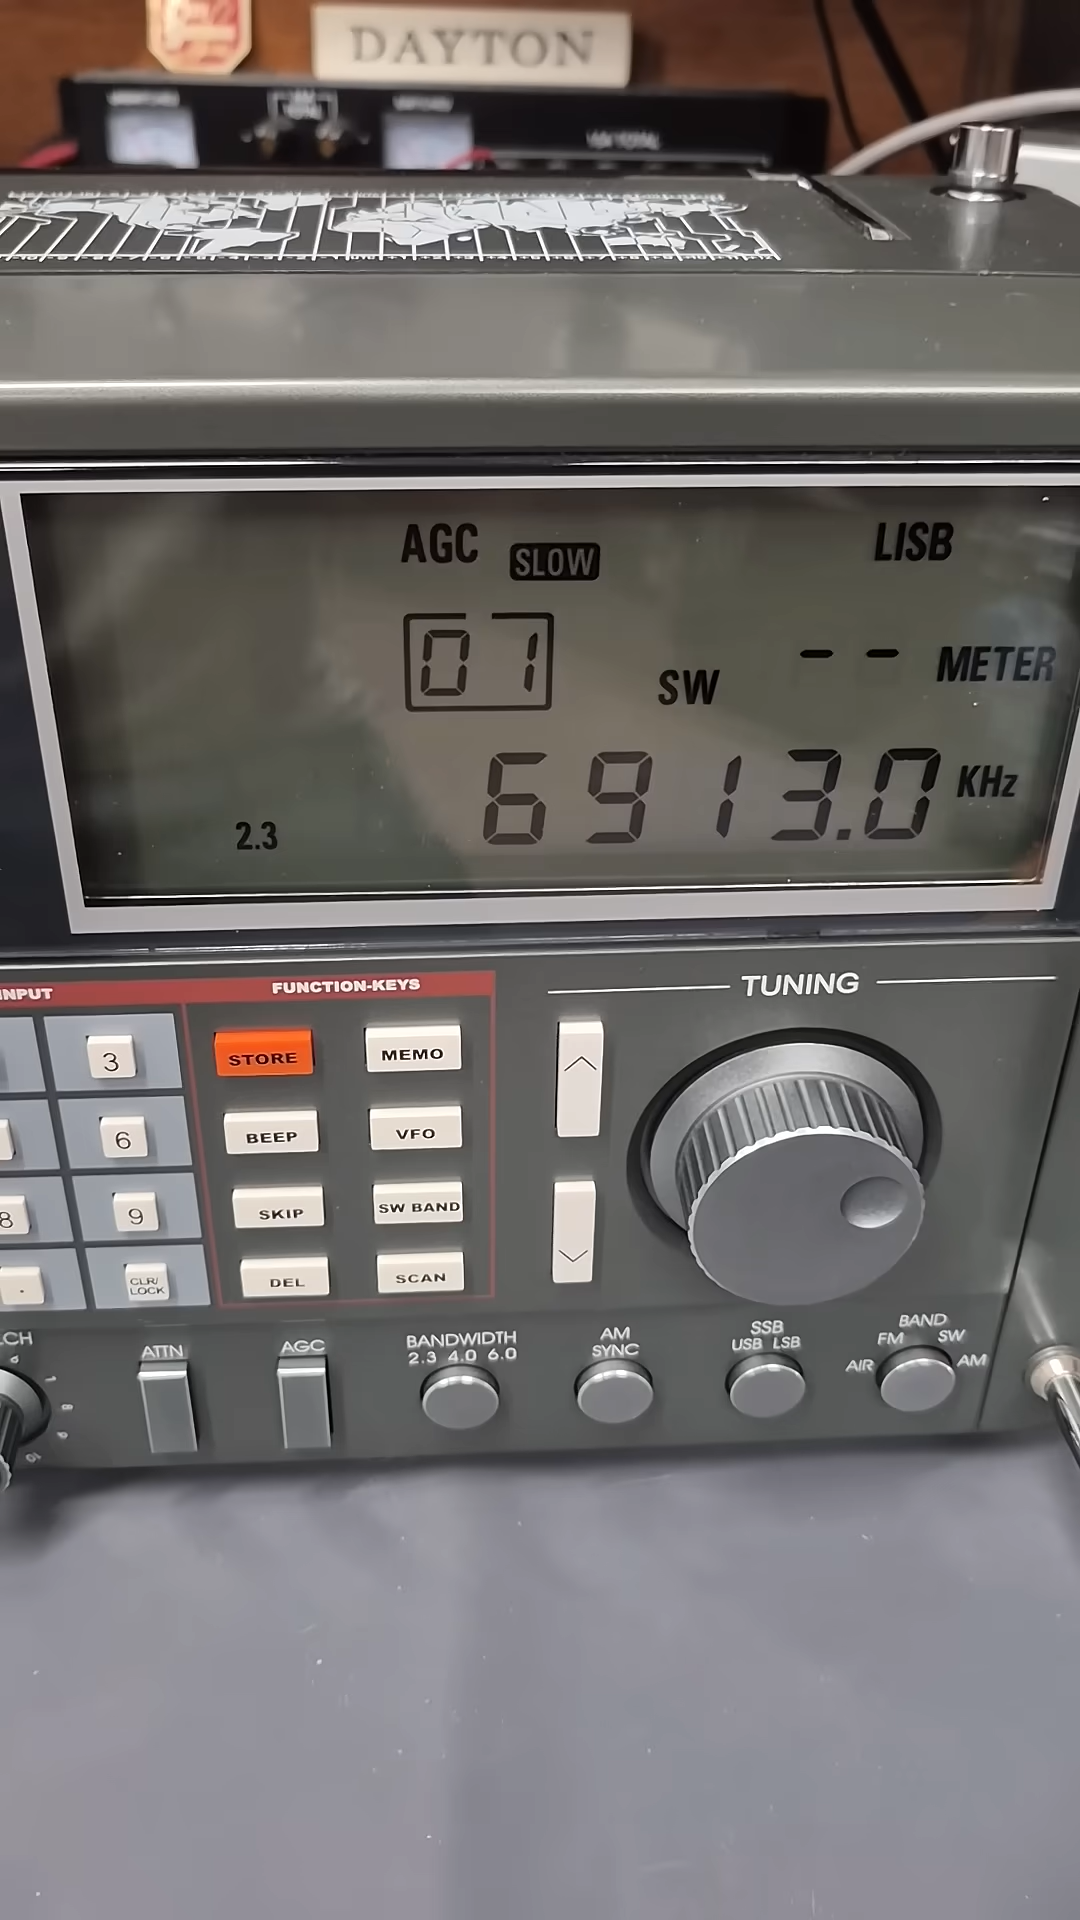 DAYTON
AGC SLOW LISB
01 SW -- METER
6913.0 KHz
2.3
INPUT
FUNCTION-KEYS
TUNING
3
STORE
MEMO
6
BEEP
VFO
8
9
SKIP
SW BAND
.
CLR/
LOCK
DEL
SCAN
CH
ATTN
AGC
BANDWIDTH
2.3 4.0 6.0
AM
SYNC
SSB
USB LSB
BAND
FM SW
AIR AM